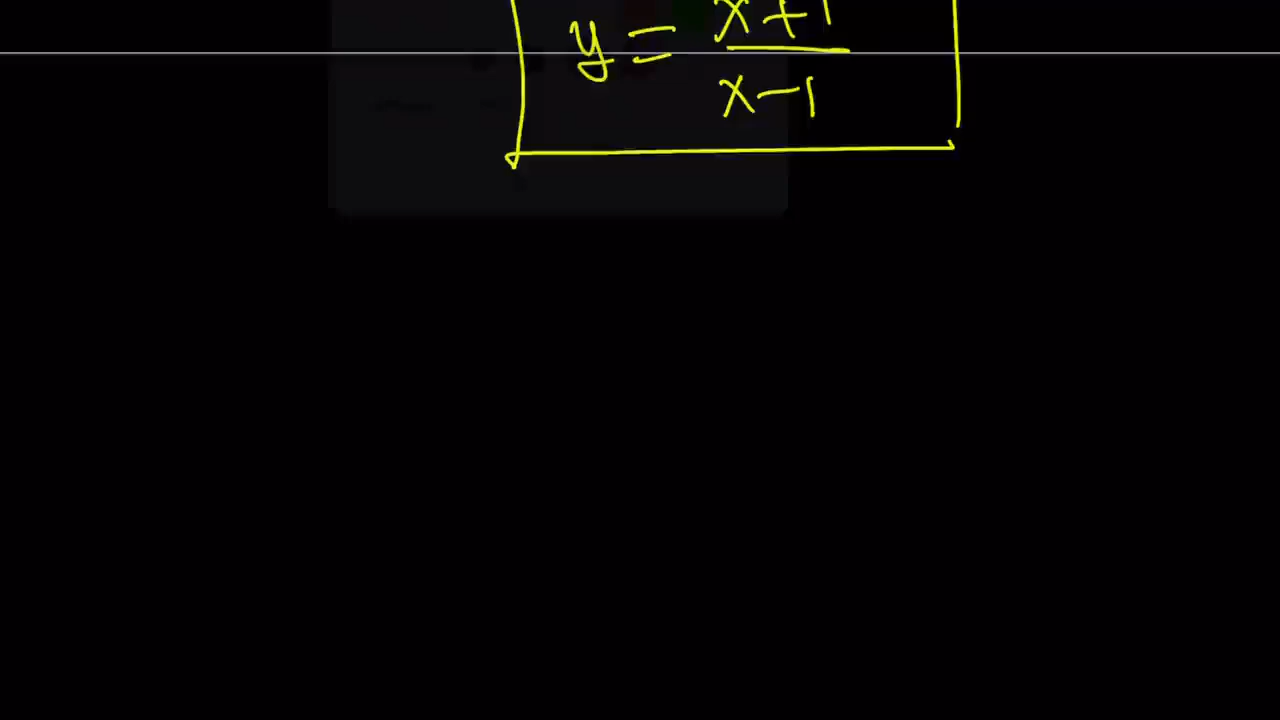 y = x+1
x-1